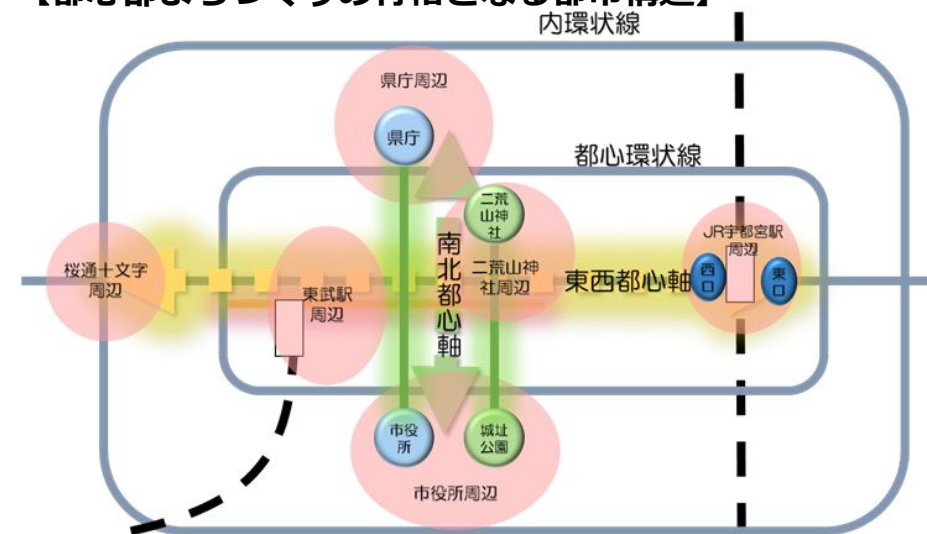 【都心部まちづくりの骨格となる都市構造】
内環状線
県庁周辺
県庁
都心環状線
二荒
山神
社
JR宇都宮駅
周辺
南北都心軸
二荒山神
社周辺
東西都心軸
西口
東口
桜通十文字
周辺
東武駅
周辺
市役
所
城址
公園
市役所周辺